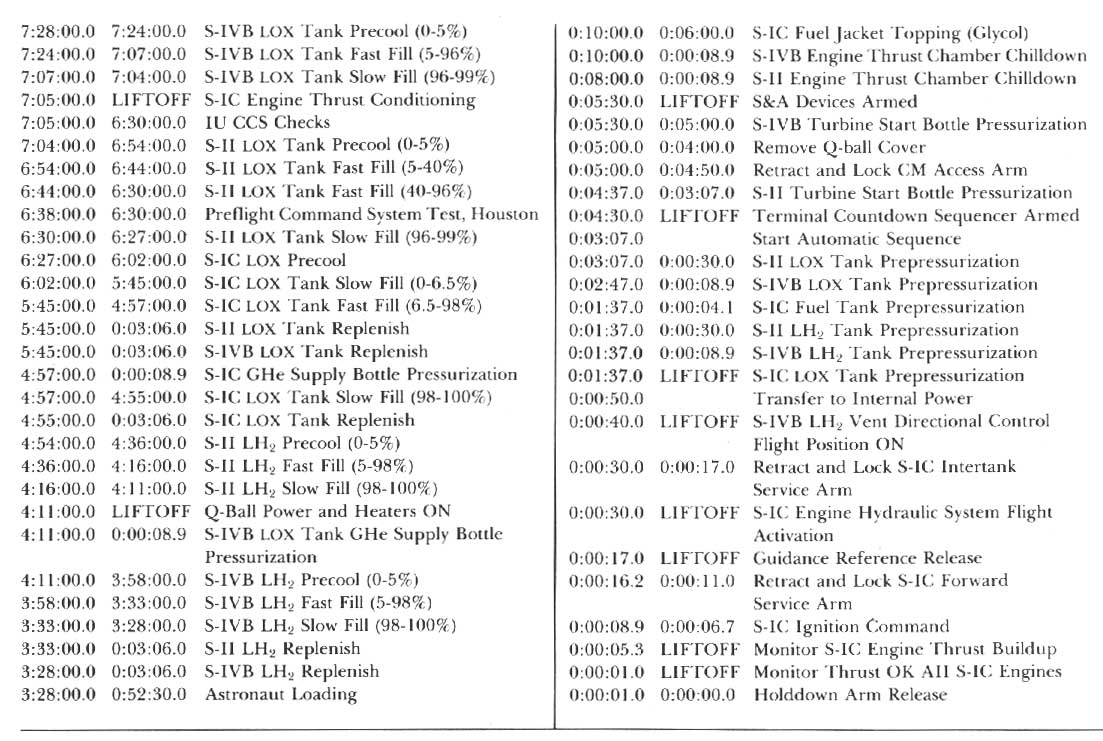 7:28:00.0 7:24:00.0 S-IVB LOX Tank Precool (0-5%)
7:24:00.0 7:07:00.0 S-IVB LOX Tank Fast Fill (5-96%)
7:07:00.0 7:04:00.0 S-IVB LOX Tank Slow Fill (96-99%)
7:05:00.0 LIFTOFF S-IC Engine Thrust Conditioning
7:05:00.0 6:30:00.0 IU CCS Checks
7:04:00.0 6:54:00.0 S-II LOX Tank Precool (0-5%)
6:54:00.0 6:44:00.0 S-II LOX Tank Fast Fill (5-40%)
6:44:00.0 6:30:00.0 S-II LOX Tank Fast Fill (40-96%)
6:38:00.0 6:30:00.0 Preflight Command System Test, Houston
6:30:00.0 6:27:00.0 S-II LOX Tank Slow Fill (96-99%)
6:27:00.0 6:02:00.0 S-IC LOX Precool
6:02:00.0 5:45:00.0 S-IC LOX Tank Slow Fill (0-6.5%)
5:45:00.0 4:57:00.0 S-IC LOX Tank Fast Fill (6.5-98%)
5:45:00.0 0:03:06.0 S-II LOX Tank Replenish
5:45:00.0 0:03:06.0 S-IVB LOX Tank Replenish
4:57:00.0 0:00:08.9 S-IC GHe Supply Bottle Pressurization
4:57:00.0 4:55:00.0 S-IC LOX Tank Slow Fill (98-100%)
4:55:00.0 0:03:06.0 S-IC LOX Tank Replenish
4:54:00.0 4:36:00.0 S-II LH₂ Precool (0-5%)
4:36:00.0 4:16:00.0 S-II LH₂ Fast Fill (5-98%)
4:16:00.0 4:11:00.0 S-II LH₂ Slow Fill (98-100%)
4:11:00.0 LIFTOFF Q-Ball Power and Heaters ON
4:11:00.0 0:00:08.9 S-IVB LOX Tank GHe Supply Bottle
Pressurization
4:11:00.0 3:58:00.0 S-IVB LH₂ Precool (0-5%)
3:58:00.0 3:33:00.0 S-IVB LH₂ Fast Fill (5-98%)
3:33:00.0 3:28:00.0 S-IVB LH₂ Slow Fill (98-100%)
3:33:00.0 0:03:06.0 S-II LH₂ Replenish
3:28:00.0 0:03:06.0 S-IVB LH₂ Replenish
3:28:00.0 0:52:30.0 Astronaut Loading
0:10:00.0 0:06:00.0 S-IC Fuel Jacket Topping (Glycol)
0:10:00.0 0:00:08.9 S-IVB Engine Thrust Chamber Chilldown
0:08:00.0 0:00:08.9 S-II Engine Thrust Chamber Chilldown
0:05:30.0 LIFTOFF S&A Devices Armed
0:05:30.0 0:05:00.0 S-IVB Turbine Start Bottle Pressurization
0:05:00.0 0:04:00.0 Remove Q-ball Cover
0:05:00.0 0:04:50.0 Retract and Lock CM Access Arm
0:04:37.0 0:03:07.0 S-II Turbine Start Bottle Pressurization
0:04:30.0 LIFTOFF Terminal Countdown Sequencer Armed
0:03:07.0 Start Automatic Sequence
0:03:07.0 0:00:30.0 S-II LOX Tank Prepressurization
0:02:47.0 0:00:08.9 S-IVB LOX Tank Prepressurization
0:01:37.0 0:00:04.1 S-IC Fuel Tank Prepressurization
0:01:37.0 0:00:30.0 S-II LH₂ Tank Prepressurization
0:01:37.0 0:00:08.9 S-IVB LH₂ Tank Prepressurization
0:01:37.0 LIFTOFF S-IC LOX Tank Prepressurization
0:00:50.0 Transfer to Internal Power
0:00:40.0 LIFTOFF S-IVB LH₂ Vent Directional Control
Flight Position ON
0:00:30.0 0:00:17.0 Retract and Lock S-IC Intertank
Service Arm
0:00:30.0 LIFTOFF S-IC Engine Hydraulic System Flight
Activation
0:00:17.0 LIFTOFF Guidance Reference Release
0:00:16.2 0:00:11.0 Retract and Lock S-IC Forward
Service Arm
0:00:08.9 0:00:06.7 S-IC Ignition Command
0:00:05.3 LIFTOFF Monitor S-IC Engine Thrust Buildup
0:00:01.0 LIFTOFF Monitor Thrust OK All S-IC Engines
0:00:01.0 0:00:00.0 Holddown Arm Release